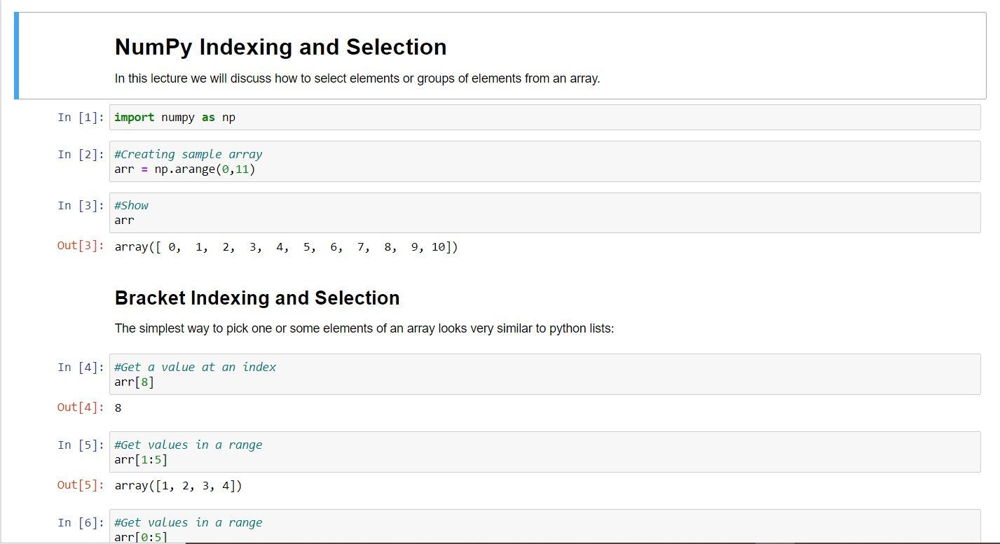 NumPy Indexing and Selection
In this lecture we will discuss how to select elements or groups of elements from an array.
In [1]: import numpy as np
In [2]: #Creating sample array
arr = np.arange(0,11)
In [3]: #Show
arr
Out[3]: array([ 0,  1,  2,  3,  4,  5,  6,  7,  8,  9, 10])
Bracket Indexing and Selection
The simplest way to pick one or some elements of an array looks very similar to python lists:
In [4]: #Get a value at an index
arr[8]
Out[4]: 8
In [5]: #Get values in a range
arr[1:5]
Out[5]: array([1, 2, 3, 4])
In [6]: #Get values in a range
arr[0:5]